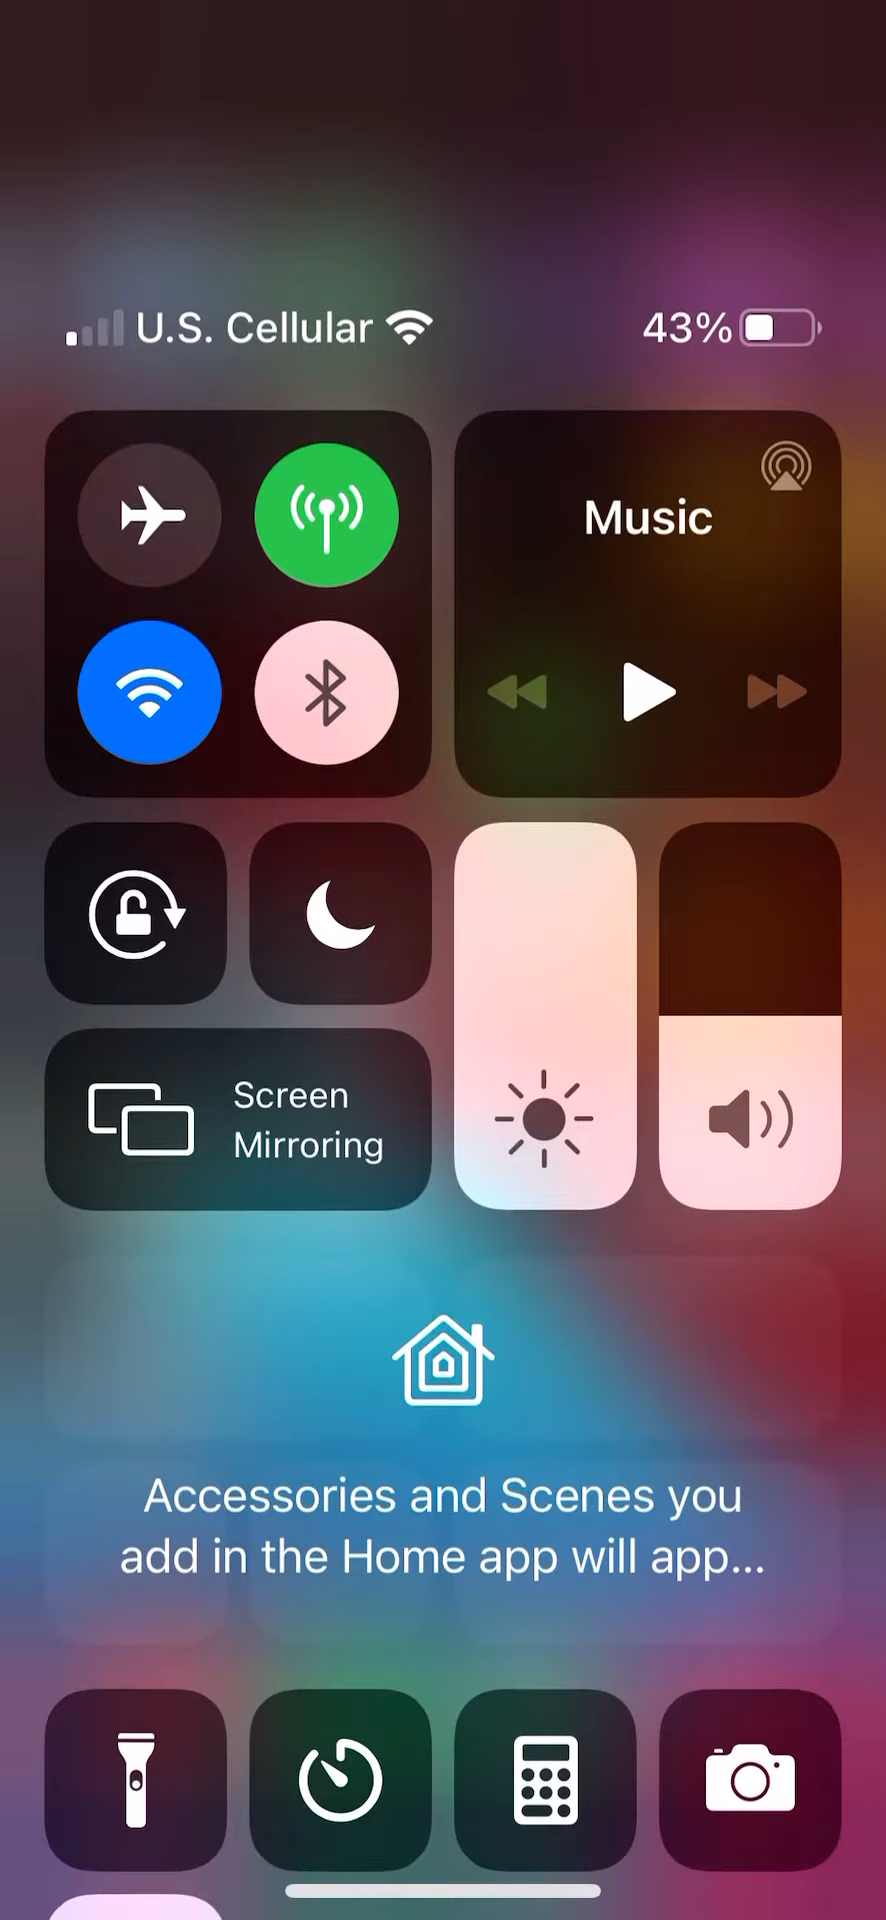 U.S. Cellular 43%
Music
Screen
Mirroring
Accessories and Scenes you
add in the Home app will app...